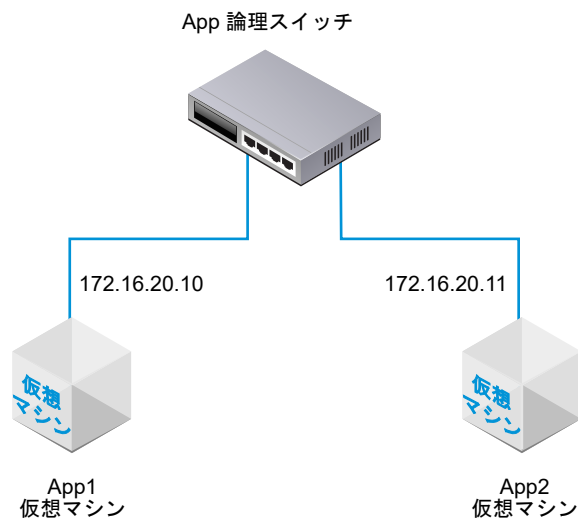 App 論理スイッチ
172.16.20.10
172.16.20.11
仮想
マシン
仮想
マシン
App1
仮想マシン
App2
仮想マシン